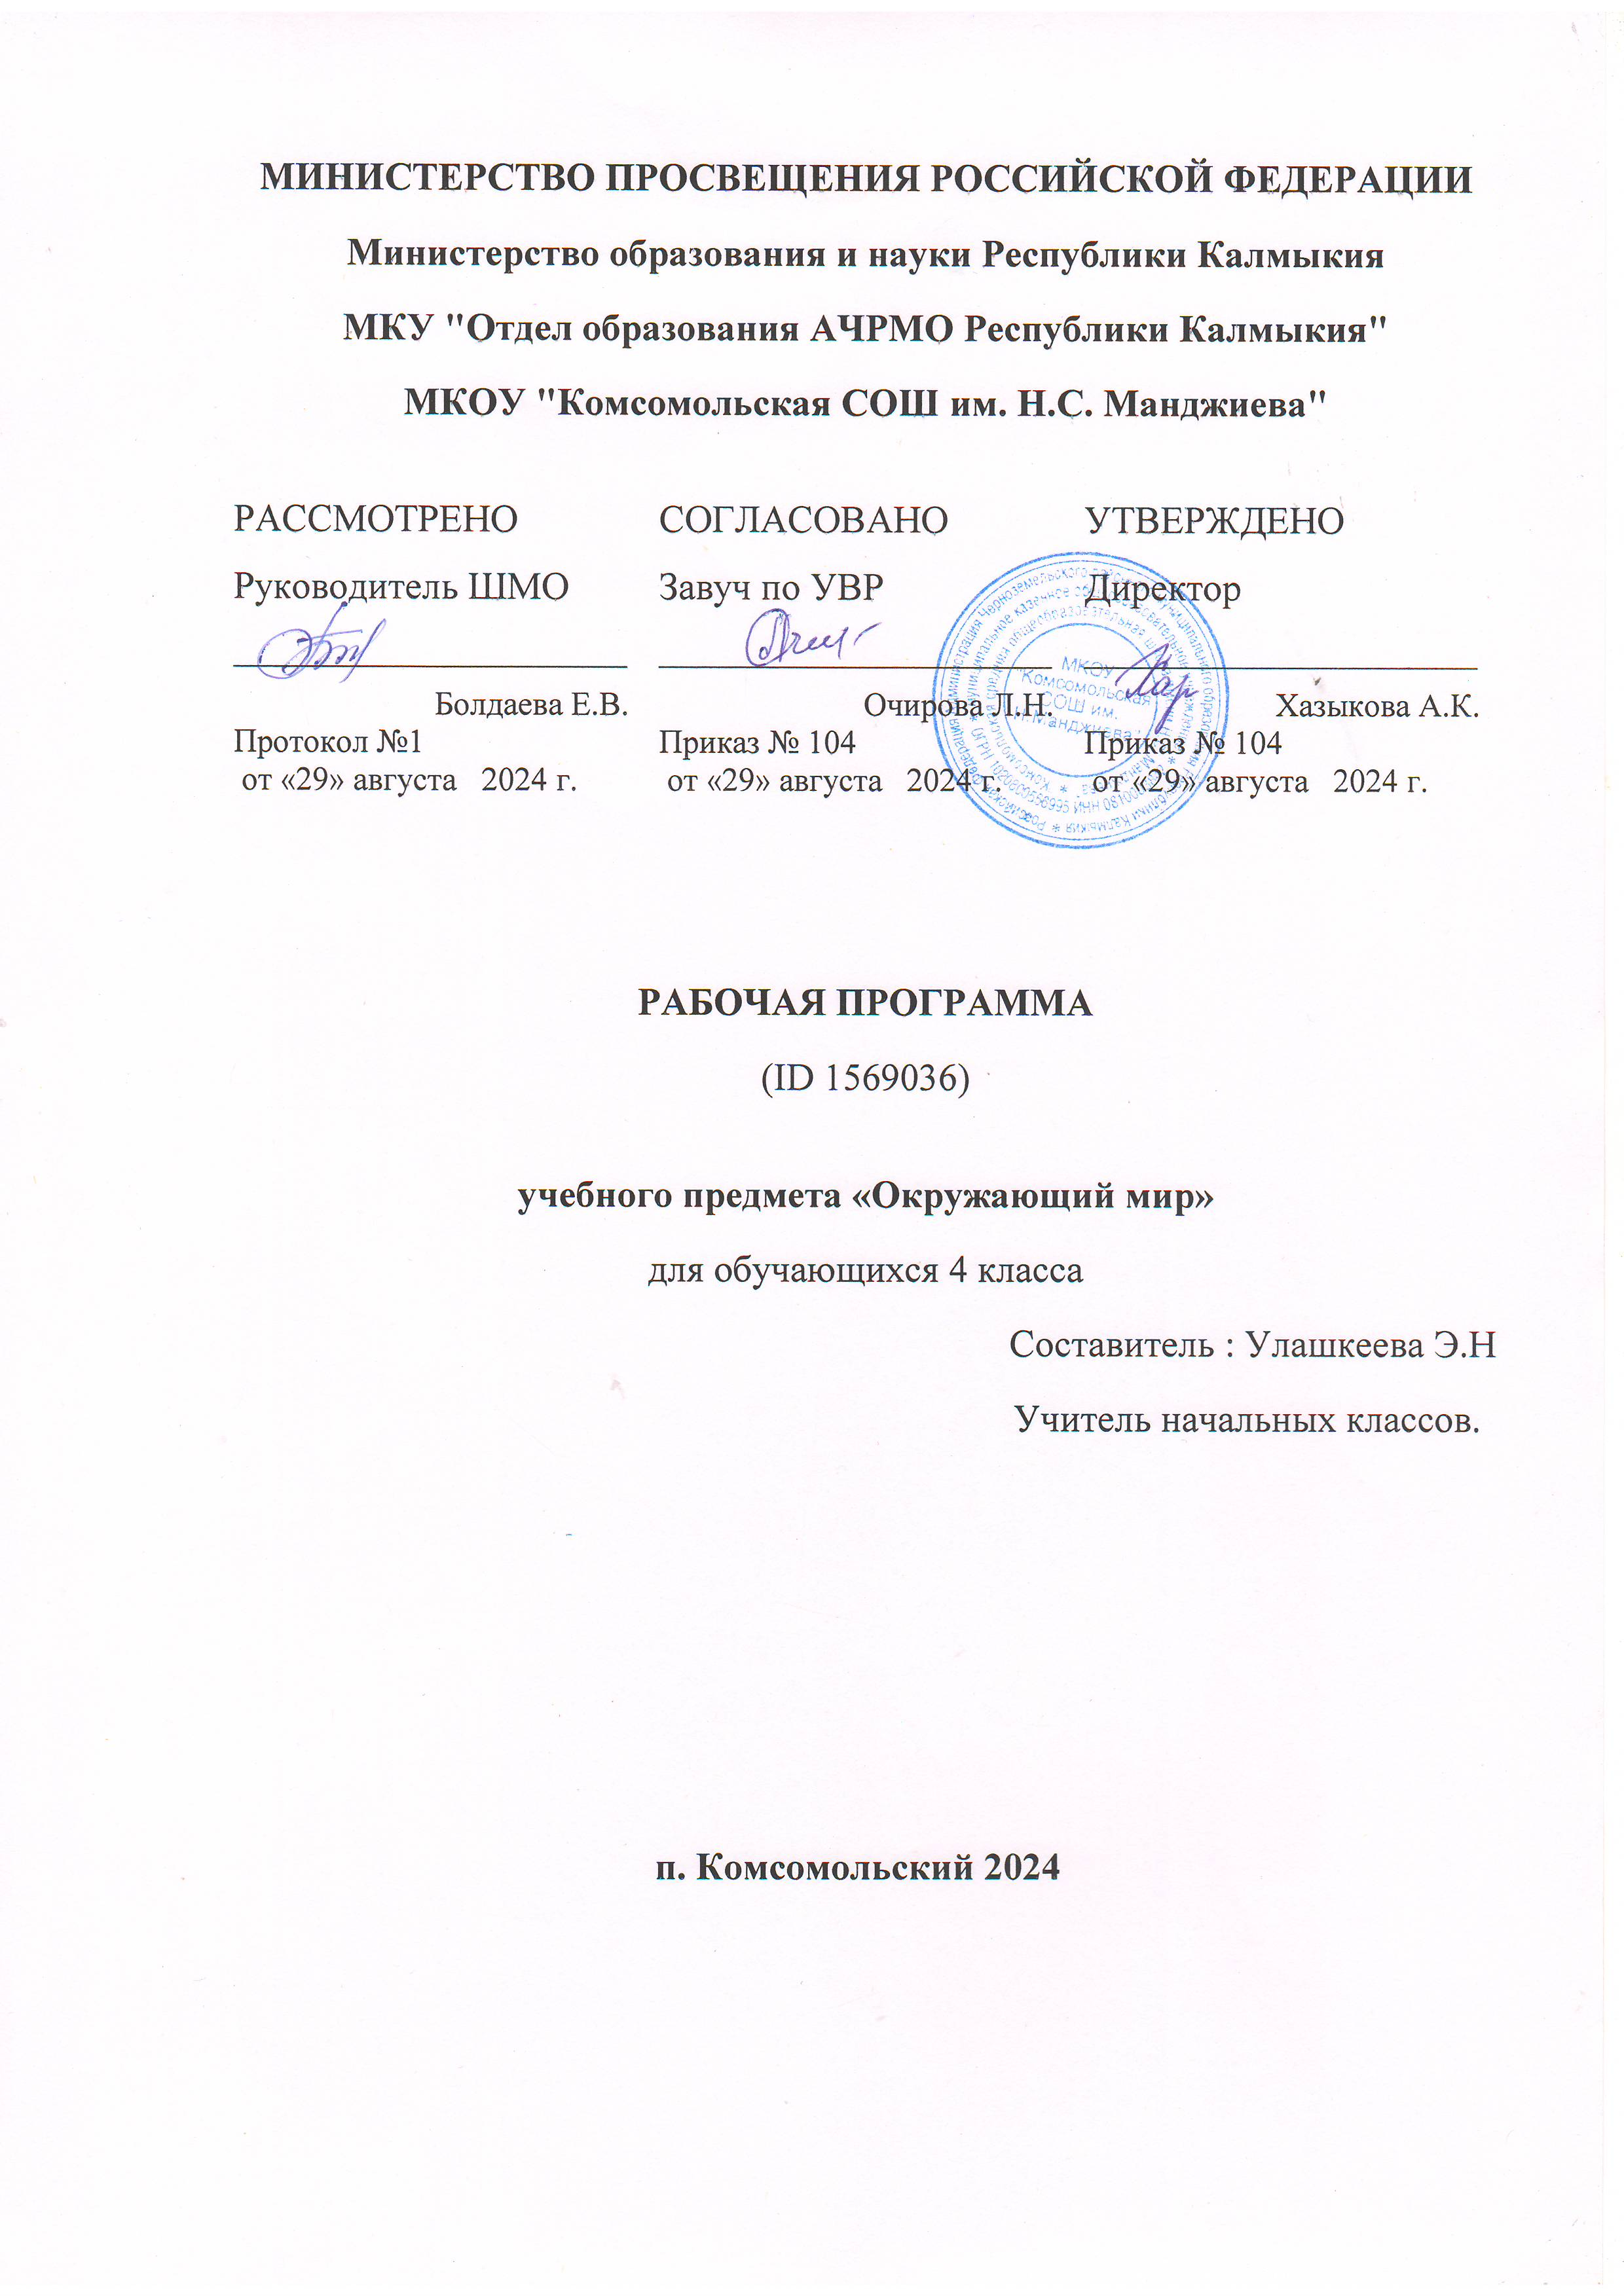 МИНИСТЕРСТВО ПРОСВЕЩЕНИЯ РОССИЙСКОЙ ФЕДЕРАЦИИ
Министерство образования и науки Республики Калмыкия
МКУ "Отдел образования АЧРМО Республики Калмыкия"
МКОУ "Комсомольская СОШ им. Н.С. Манджиева"
РАССМОТРЕНО
Руководитель ШМО
Болдаева Е.В.
Протокол №1
от «29» августа 2024 г.
СОГЛАСОВАНО
Завуч по УВР
Очирова Л.Н.
Приказ № 104
от «29» августа 2024 г.
УТВЕРЖДЕНО
Директор
Хазыкова А.К.
Приказ № 104
от «29» августа 2024 г.
МКОУ
"Комсомольская
СОШ им.
Манджиева"
РАБОЧАЯ ПРОГРАММА
(ID 1569036)
учебного предмета «Окружающий мир»
для обучающихся 4 класса
Составитель : Улашкеева Э.Н
Учитель начальных классов.
п. Комсомольский 2024